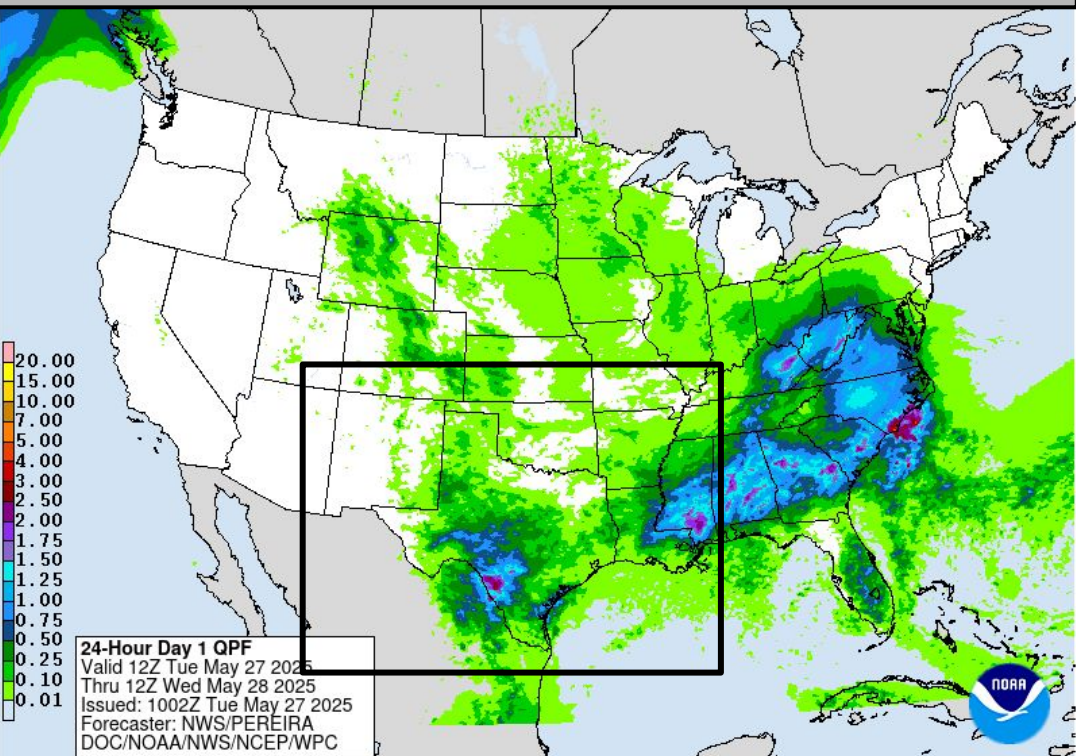 20.00
15.00
10.00
7.00
5.00
4.00
3.00
2.50
2.00
1.75
1.50
1.25
1.00
0.75
0.50
0.25
0.10
0.01
24-Hour Day 1 QPF
Valid 12Z Tue May 27 2025
Thru 12Z Wed May 28 2025
Issued: 1002Z Tue May 27 2025
Forecaster: NWS/PEREIRA
DOC/NOAA/NWS/NCEP/WPC
NOAA